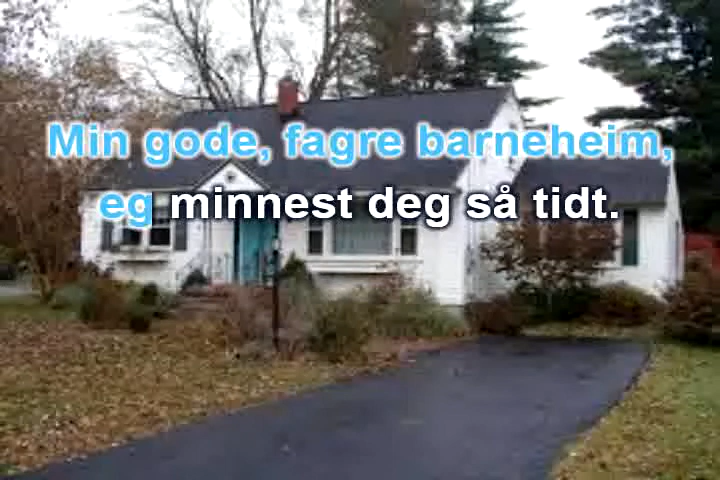 Min gode, fagre barneheim,
eg minnest deg så tidt.